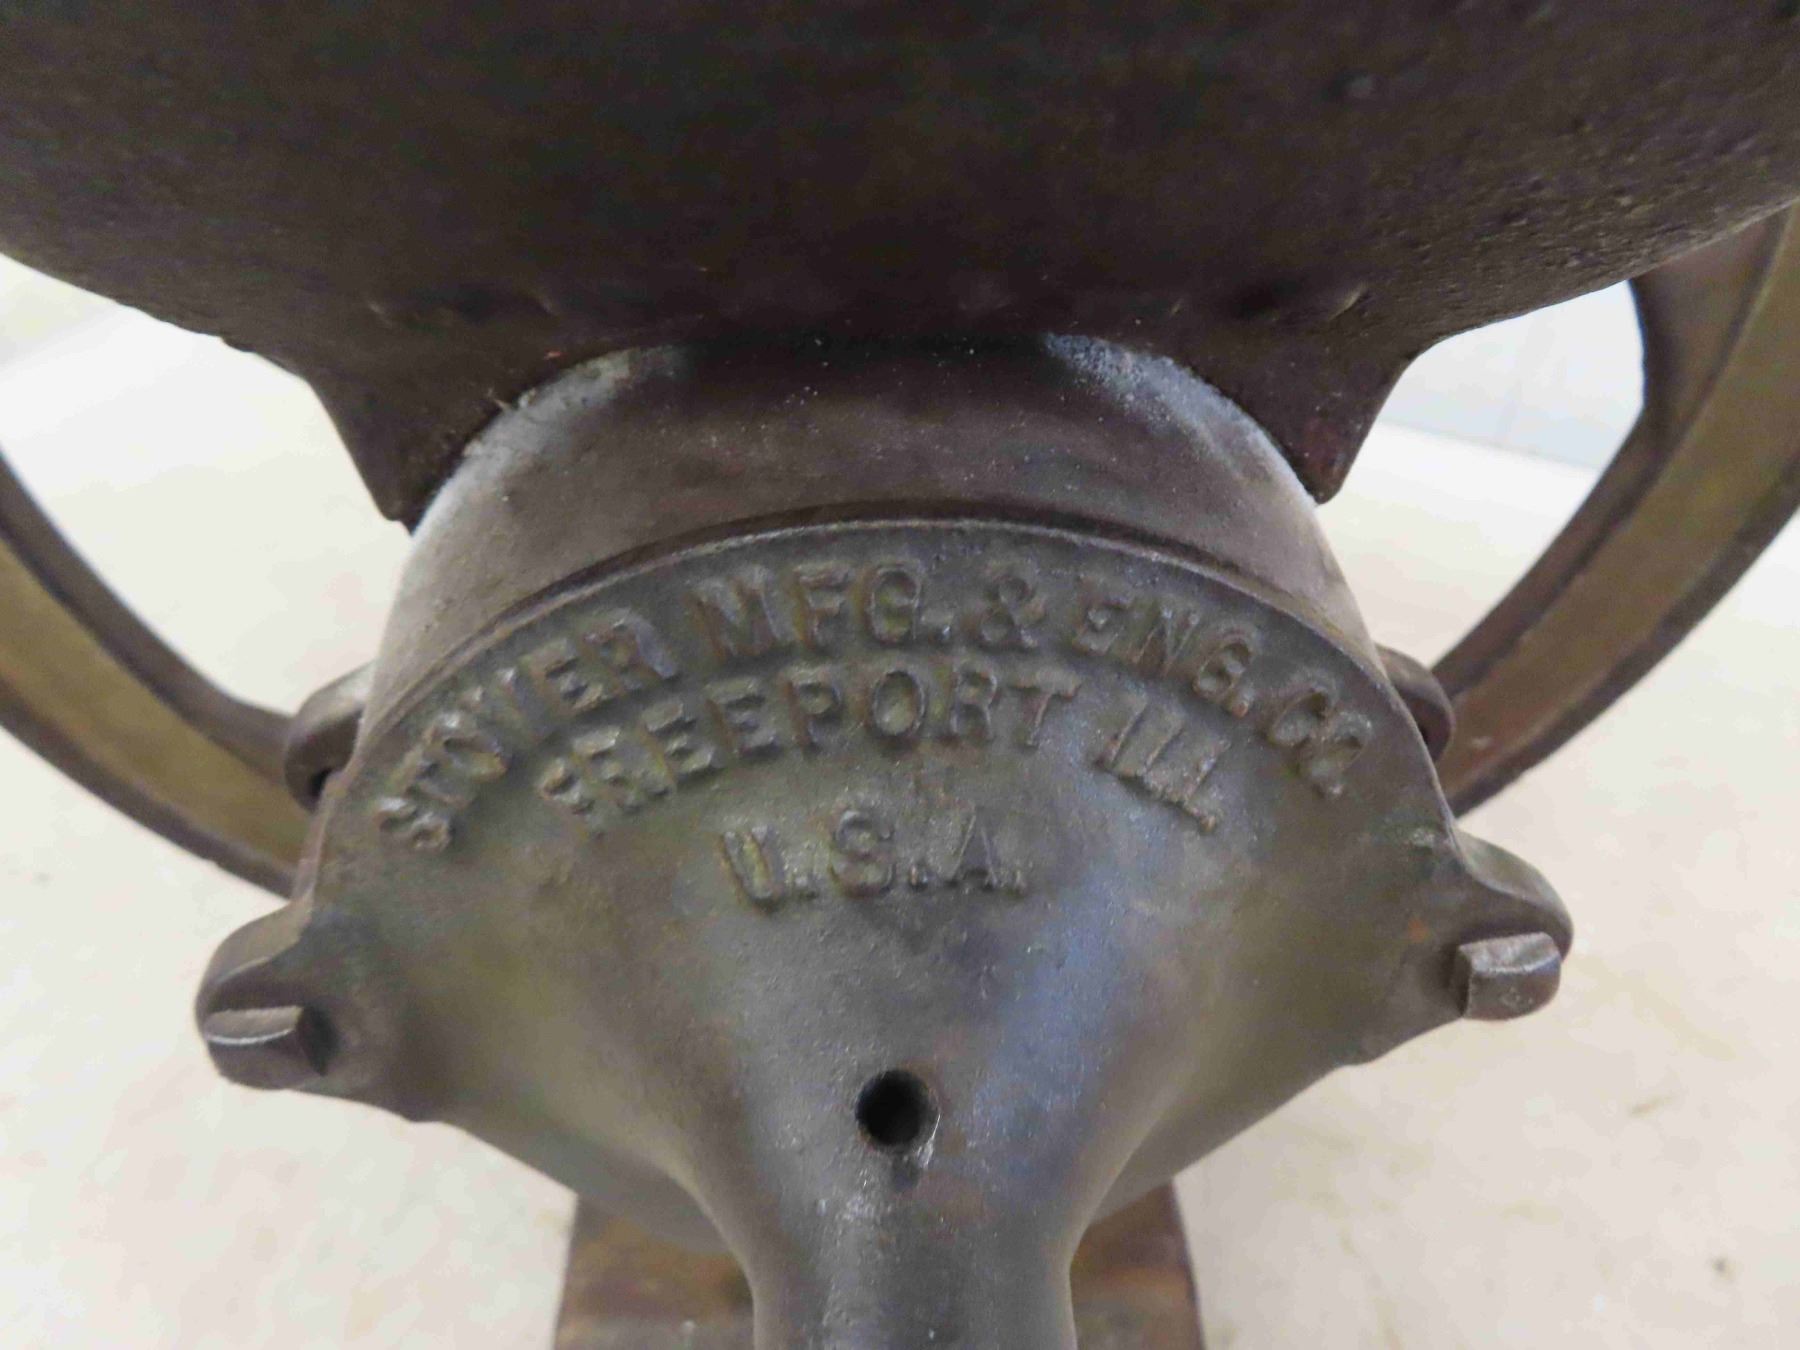 STOVER MFG. & ENG. CO.
FREEPORT ILL.
U.S.A.